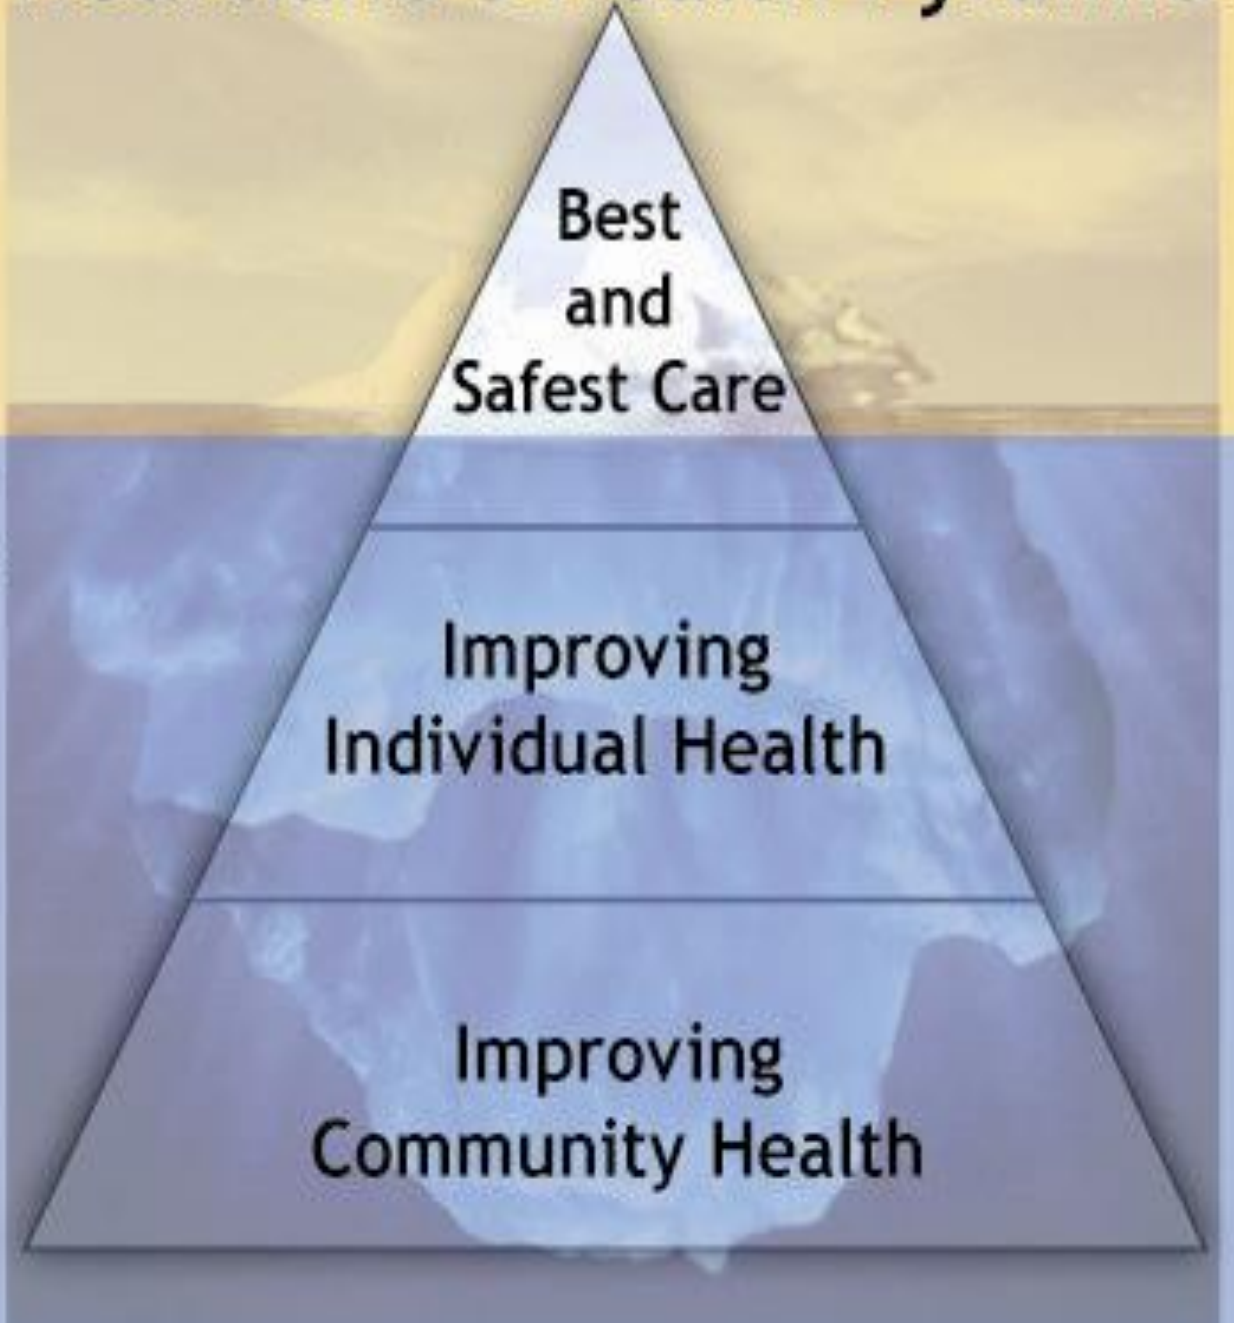 Best
and
Safest Care
Improving
Individual Health
Improving
Community Health